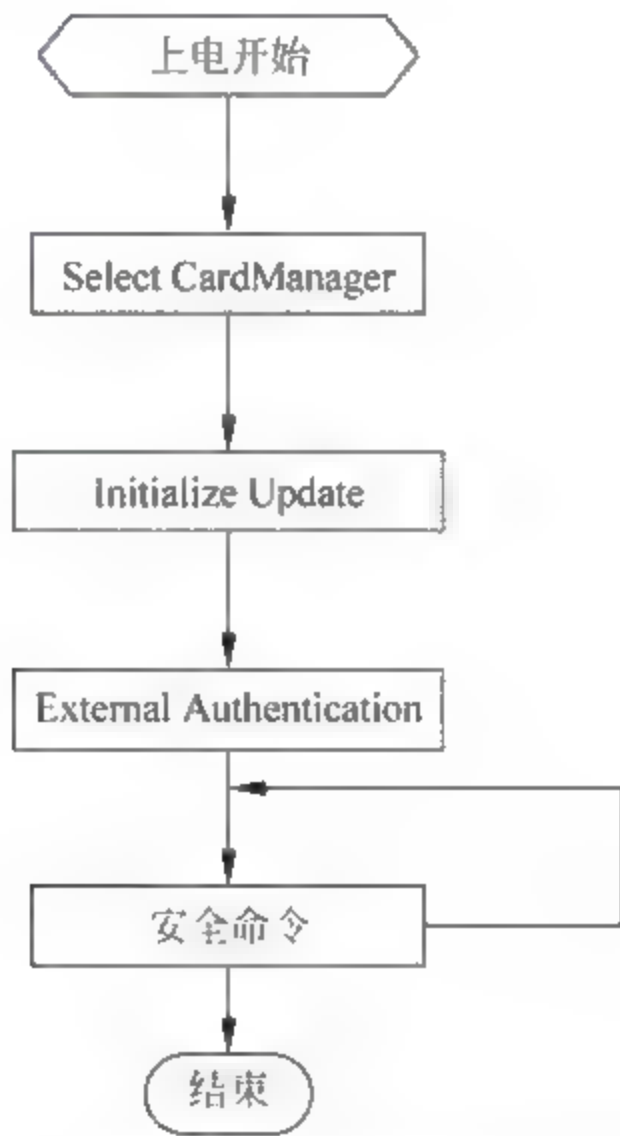 上电开始
Select CardManager
Initialize Update
External Authentication
安全命令
结束